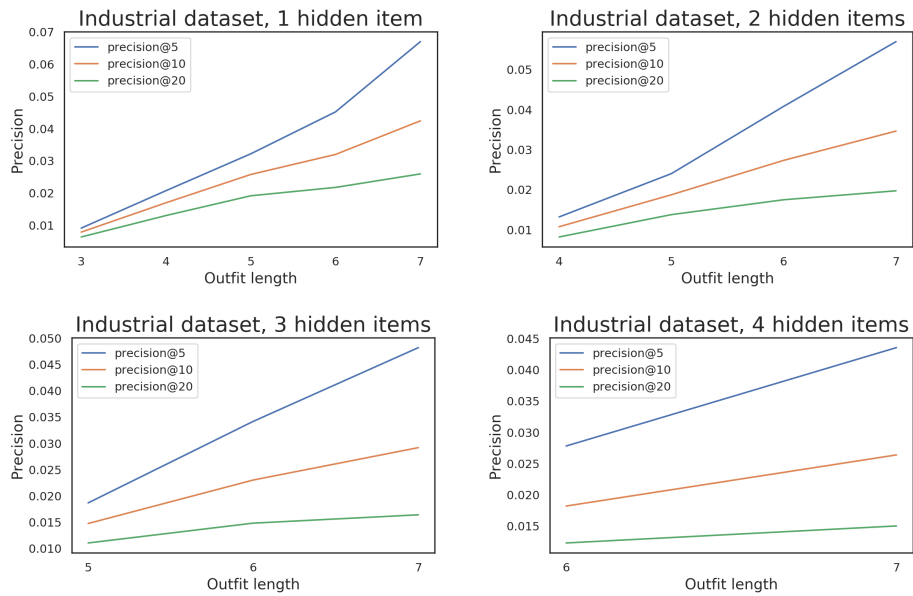 Industrial dataset, 1 hidden item
0.07
0.06
0.05
0.04
0.03
0.02
0.01
Precision
precision@5
precision@10
precision@20
3 4 5 6 7
Outfit length
Industrial dataset, 2 hidden items
0.05
0.04
0.03
0.02
0.01
Precision
precision@5
precision@10
precision@20
4 5 6 7
Outfit length
Industrial dataset, 3 hidden items
0.050
0.045
0.040
0.035
0.030
0.025
0.020
0.015
0.010
Precision
precision@5
precision@10
precision@20
5 6 7
Outfit length
Industrial dataset, 4 hidden items
0.045
0.040
0.035
0.030
0.025
0.020
0.015
Precision
precision@5
precision@10
precision@20
6 7
Outfit length